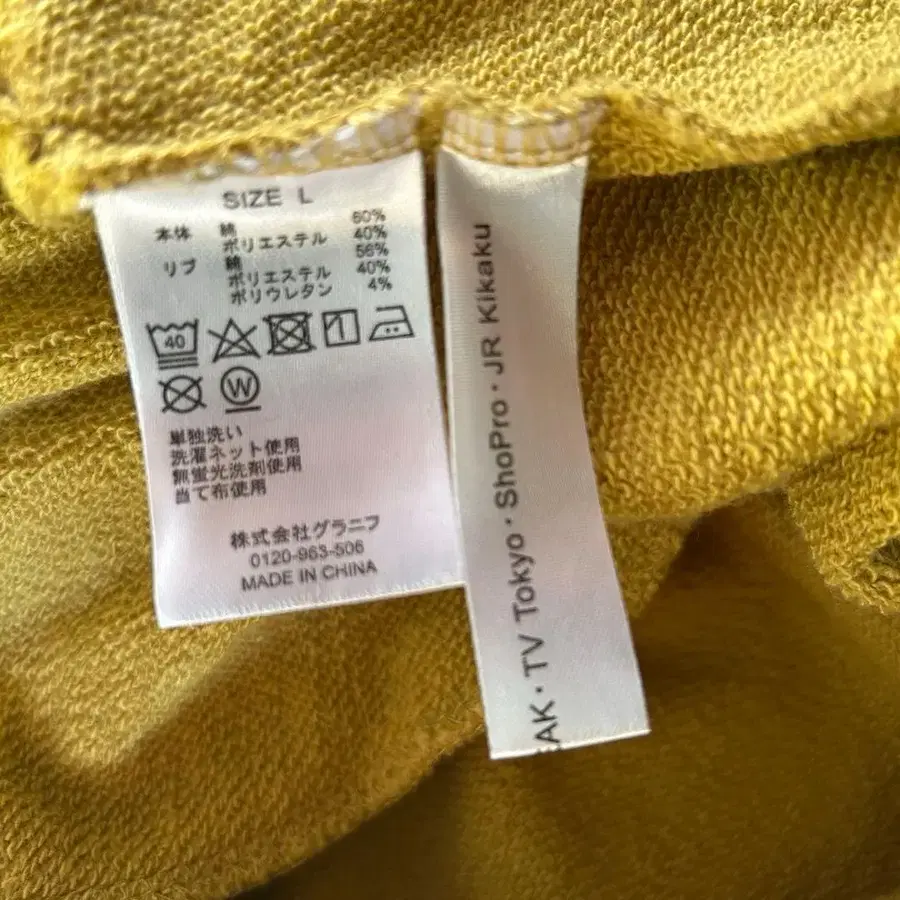 SIZE L
本体 綿 60%
ポリエステル 40%
リブ 綿 56%
ポリエステル 40%
ポリウレタン 4%
40
W
単独洗い
洗濯ネット使用
無蛍光洗剤使用
当て布使用
株式会社グラニフ
0120-963-506
MADE IN CHINA
EAK・TV Tokyo・ShoPro・JR Kikaku